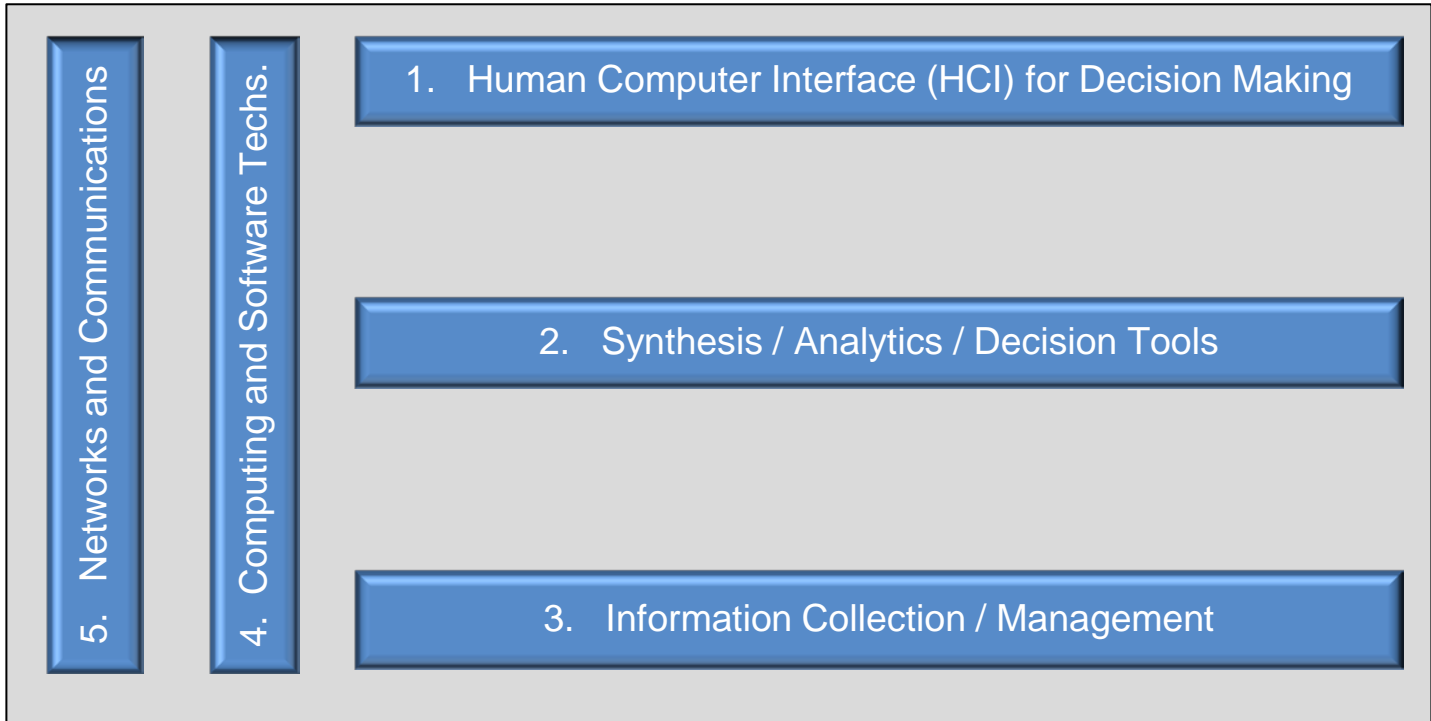 5. Networks and Communications
4. Computing and Software Techs.
1. Human Computer Interface (HCI) for Decision Making
2. Synthesis / Analytics / Decision Tools
3. Information Collection / Management